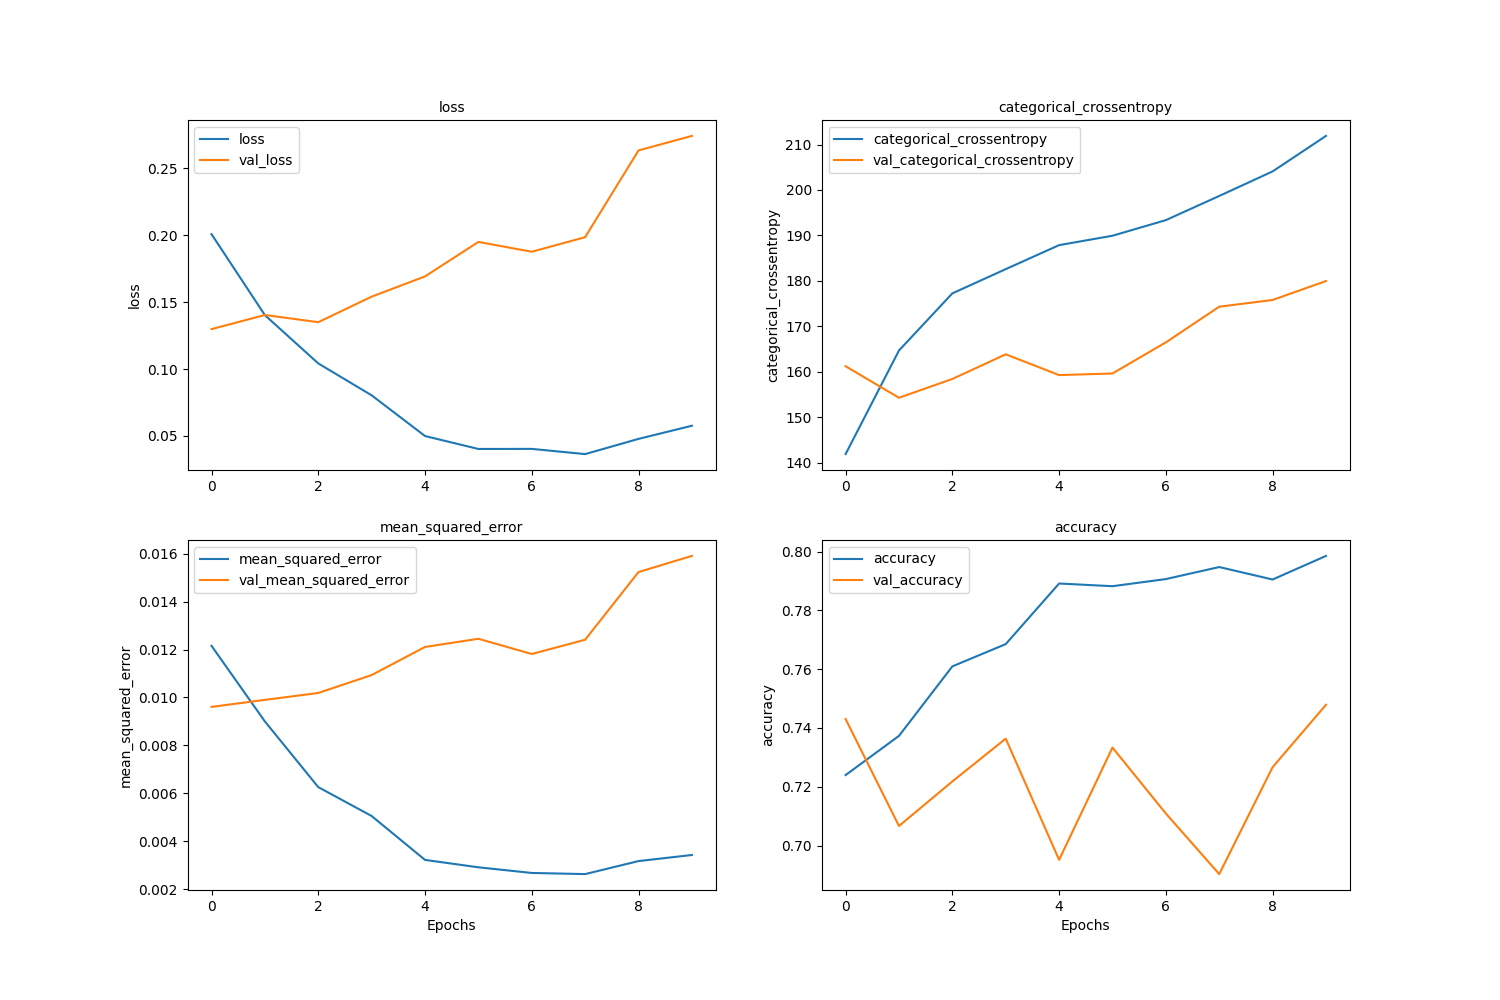 loss
loss
val_loss
0.25
0.20
0.15
0.10
0.05
loss
0 2 4 6 8
categorical_crossentropy
categorical_crossentropy
val_categorical_crossentropy
210
200
190
180
170
160
150
140
categorical_crossentropy
0 2 4 6 8
mean_squared_error
mean_squared_error
val_mean_squared_error
0.016
0.014
0.012
0.010
0.008
0.006
0.004
0.002
mean_squared_error
0 2 4 6 8
Epochs
accuracy
accuracy
val_accuracy
0.80
0.78
0.76
0.74
0.72
0.70
accuracy
0 2 4 6 8
Epochs